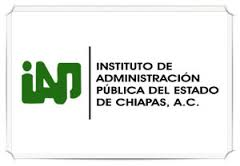 iap
INSTITUTO DE
ADMINISTRACIÓN
PÚBLICA DEL ESTADO
DE CHIAPAS, A.C.